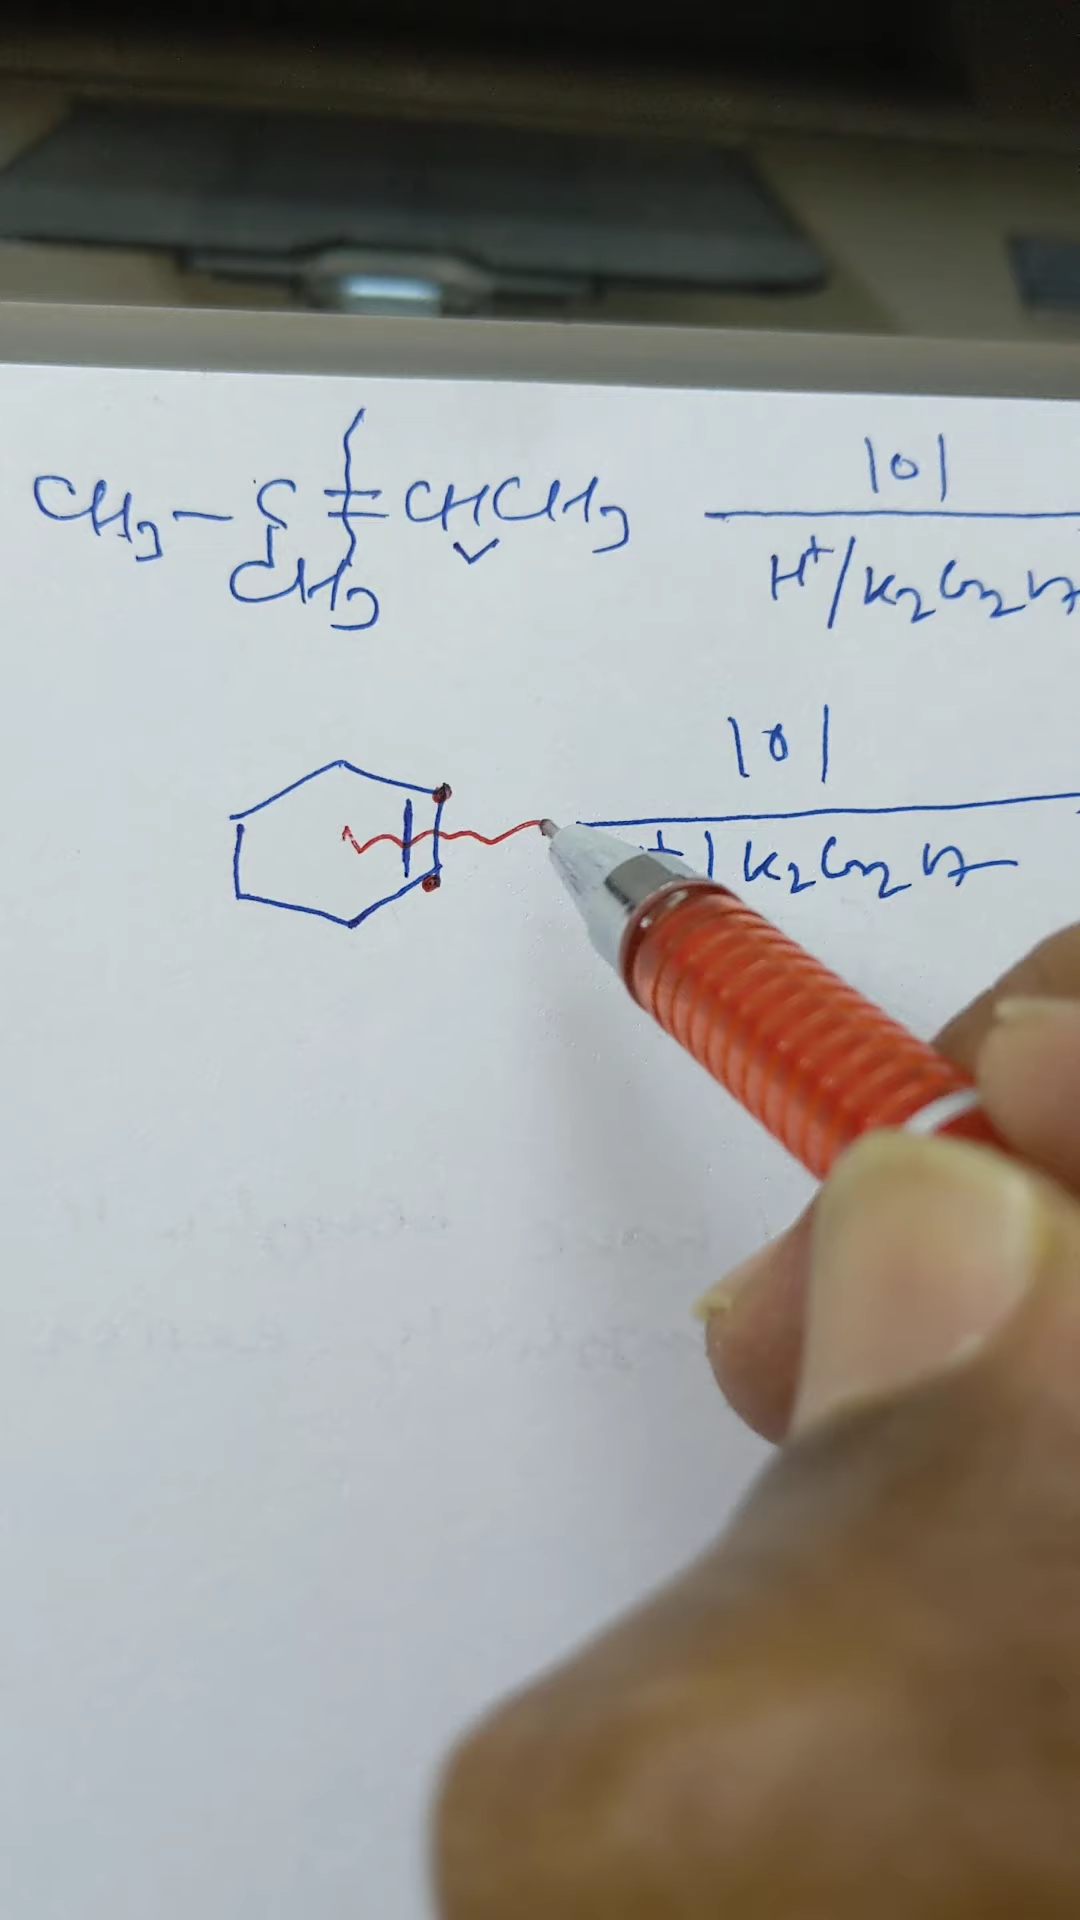 CH3 - C = CHCH3 |O|
CH3 H+/K2Cr2O7
|O|
+ | K2Cr2O7